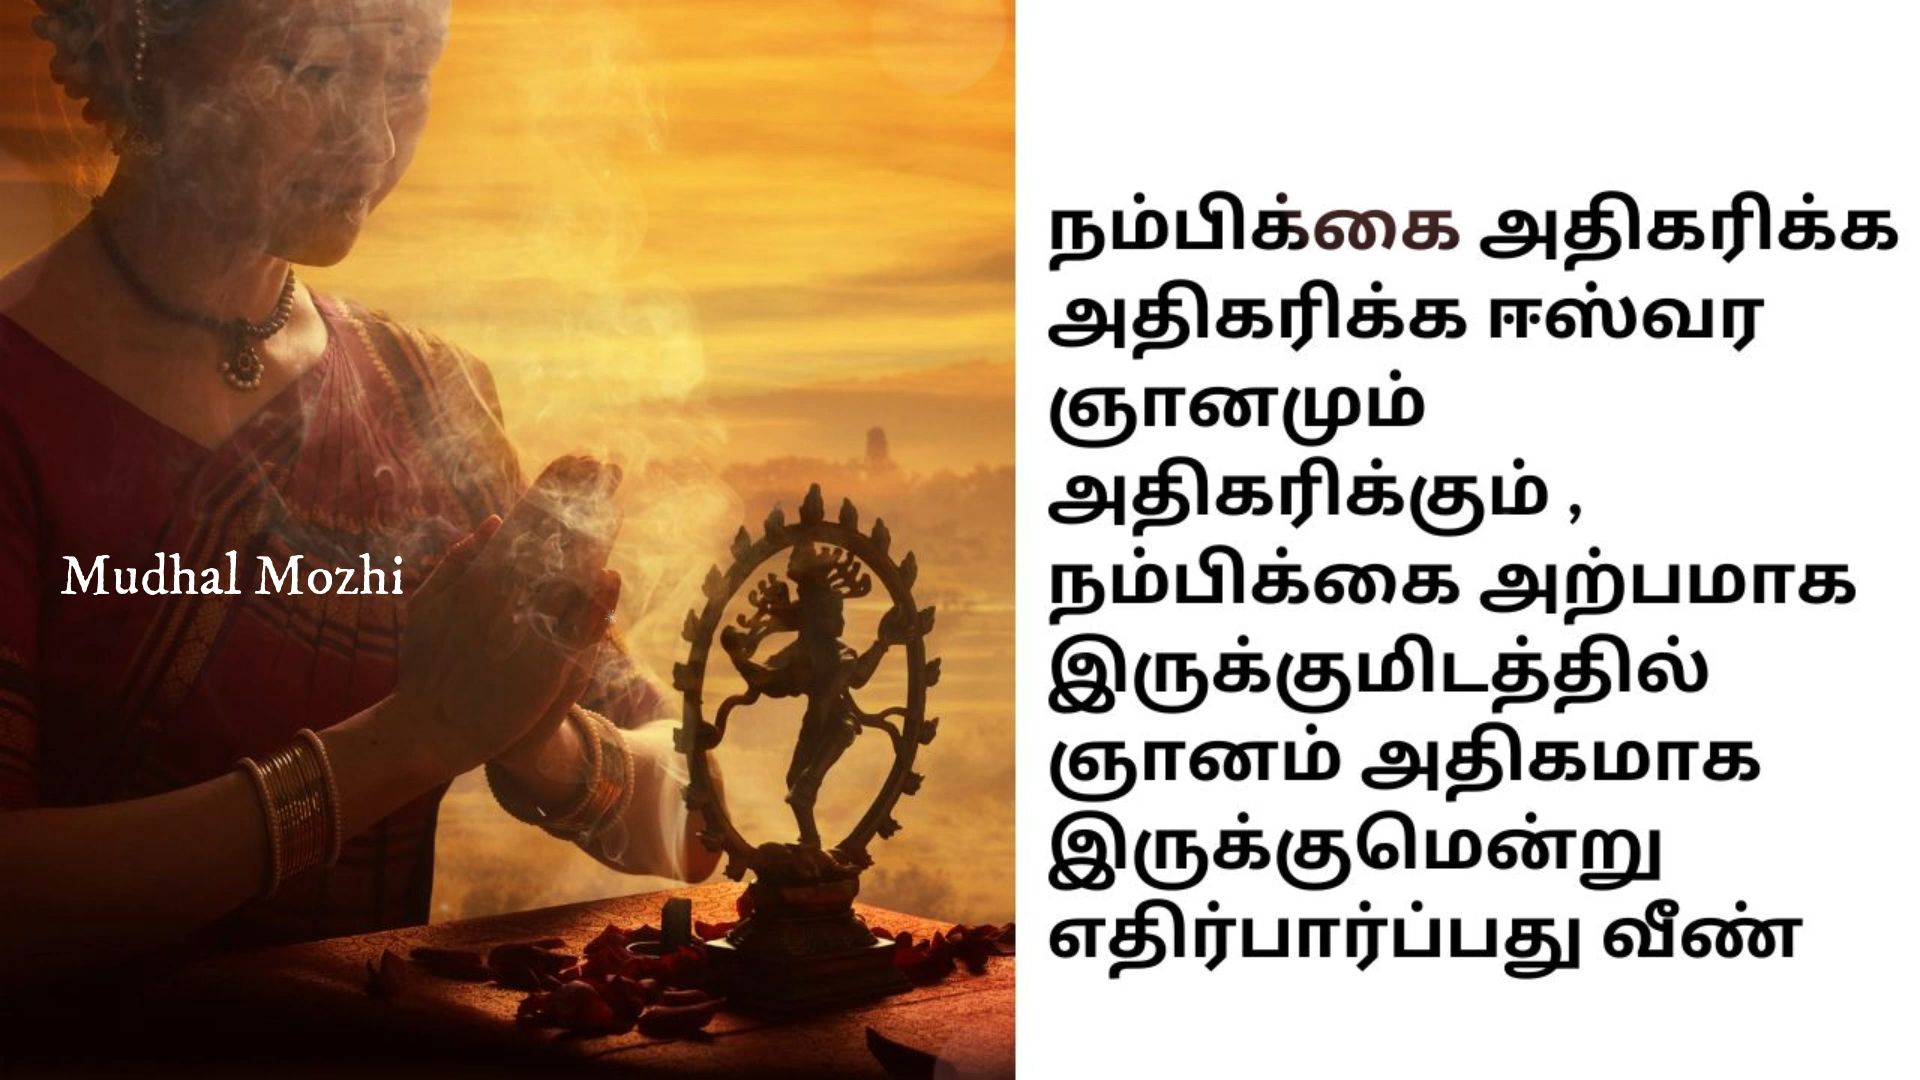 Mudhal Mozhi
நம்பிக்கை அதிகரிக்க
அதிகரிக்க ஈஸ்வர
ஞானமும்
அதிகரிக்கும் ,
நம்பிக்கை அற்பமாக
இருக்குமிடத்தில்
ஞானம் அதிகமாக
இருக்குமென்று
எதிர்பார்ப்பது வீண்